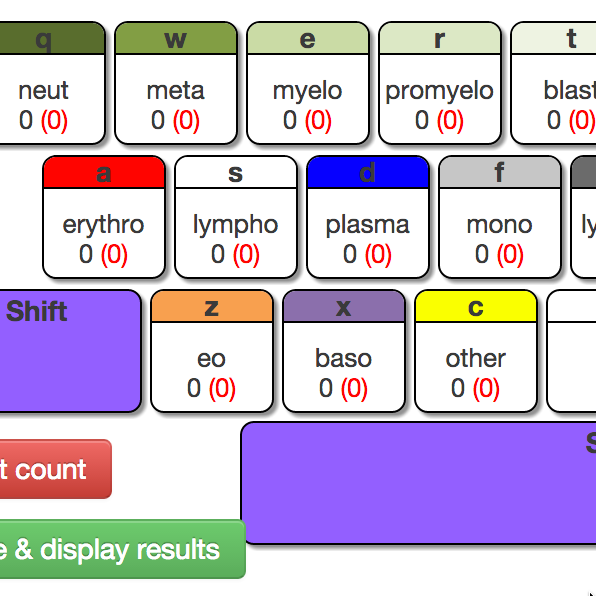 q w e r t
neut meta myelo promyelo blast
0 (0) 0 (0) 0 (0) 0 (0) 0 (0)
a s d f
erythro lympho plasma mono ly
0 (0) 0 (0) 0 (0) 0 (0)
Shift z x c
eo baso other
0 (0) 0 (0) 0 (0)
S
t count
e & display results